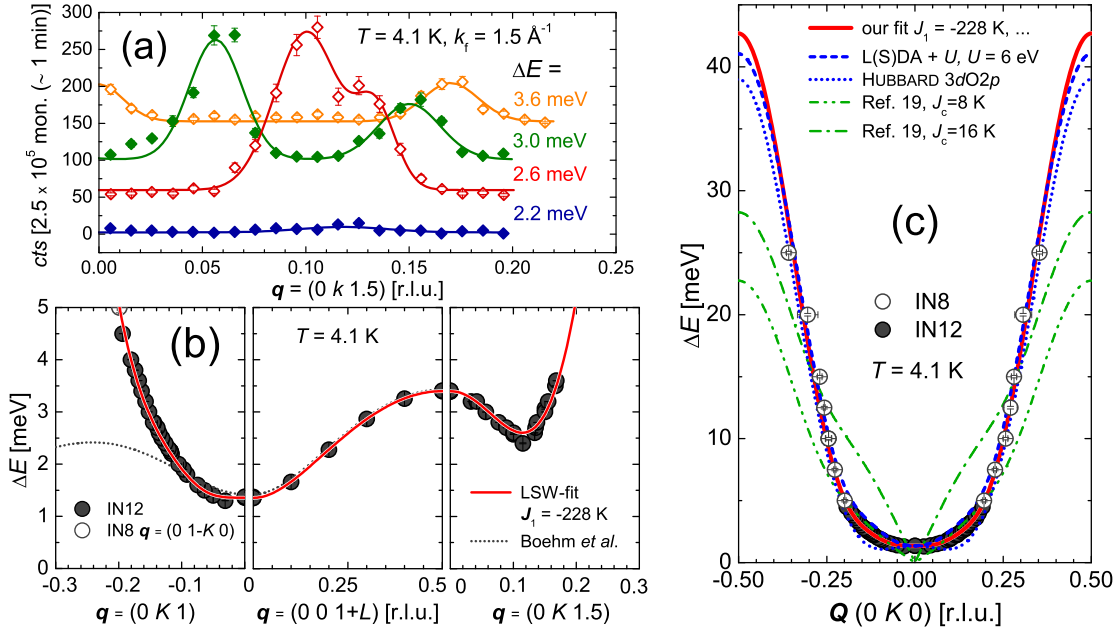 (a)
T = 4.1 K, k_f = 1.5 Å⁻¹
ΔE =
3.6 meV
3.0 meV
2.6 meV
2.2 meV
cts [2.5 x 10⁵ mon. (~ 1 min)]
300
250
200
150
100
50
0
0.00 0.05 0.10 0.15 0.20 0.25
q = (0 k 1.5) [r.l.u.]
(b)
T = 4.1 K
ΔE [meV]
5
4
3
2
1
0
IN12
IN8 q = (0 1-K 0)
LSW-fit
J₁ = -228 K
Boehm et al.
-0.3 -0.2 -0.1 0.00 0.25 0.5 0.0 0.1 0.2 0.3
q = (0 K 1) q = (0 0 1+L) [r.l.u.] q = (0 K 1.5)
(c)
our fit J₁ = -228 K, ...
L(S)DA + U, U = 6 eV
HUBBARD 3dO2p
Ref. 19, J_c=8 K
Ref. 19, J_c=16 K
IN8
IN12
T = 4.1 K
ΔE [meV]
40
30
20
10
0
-0.50 -0.25 0.00 0.25 0.50
Q (0 K 0) [r.l.u.]